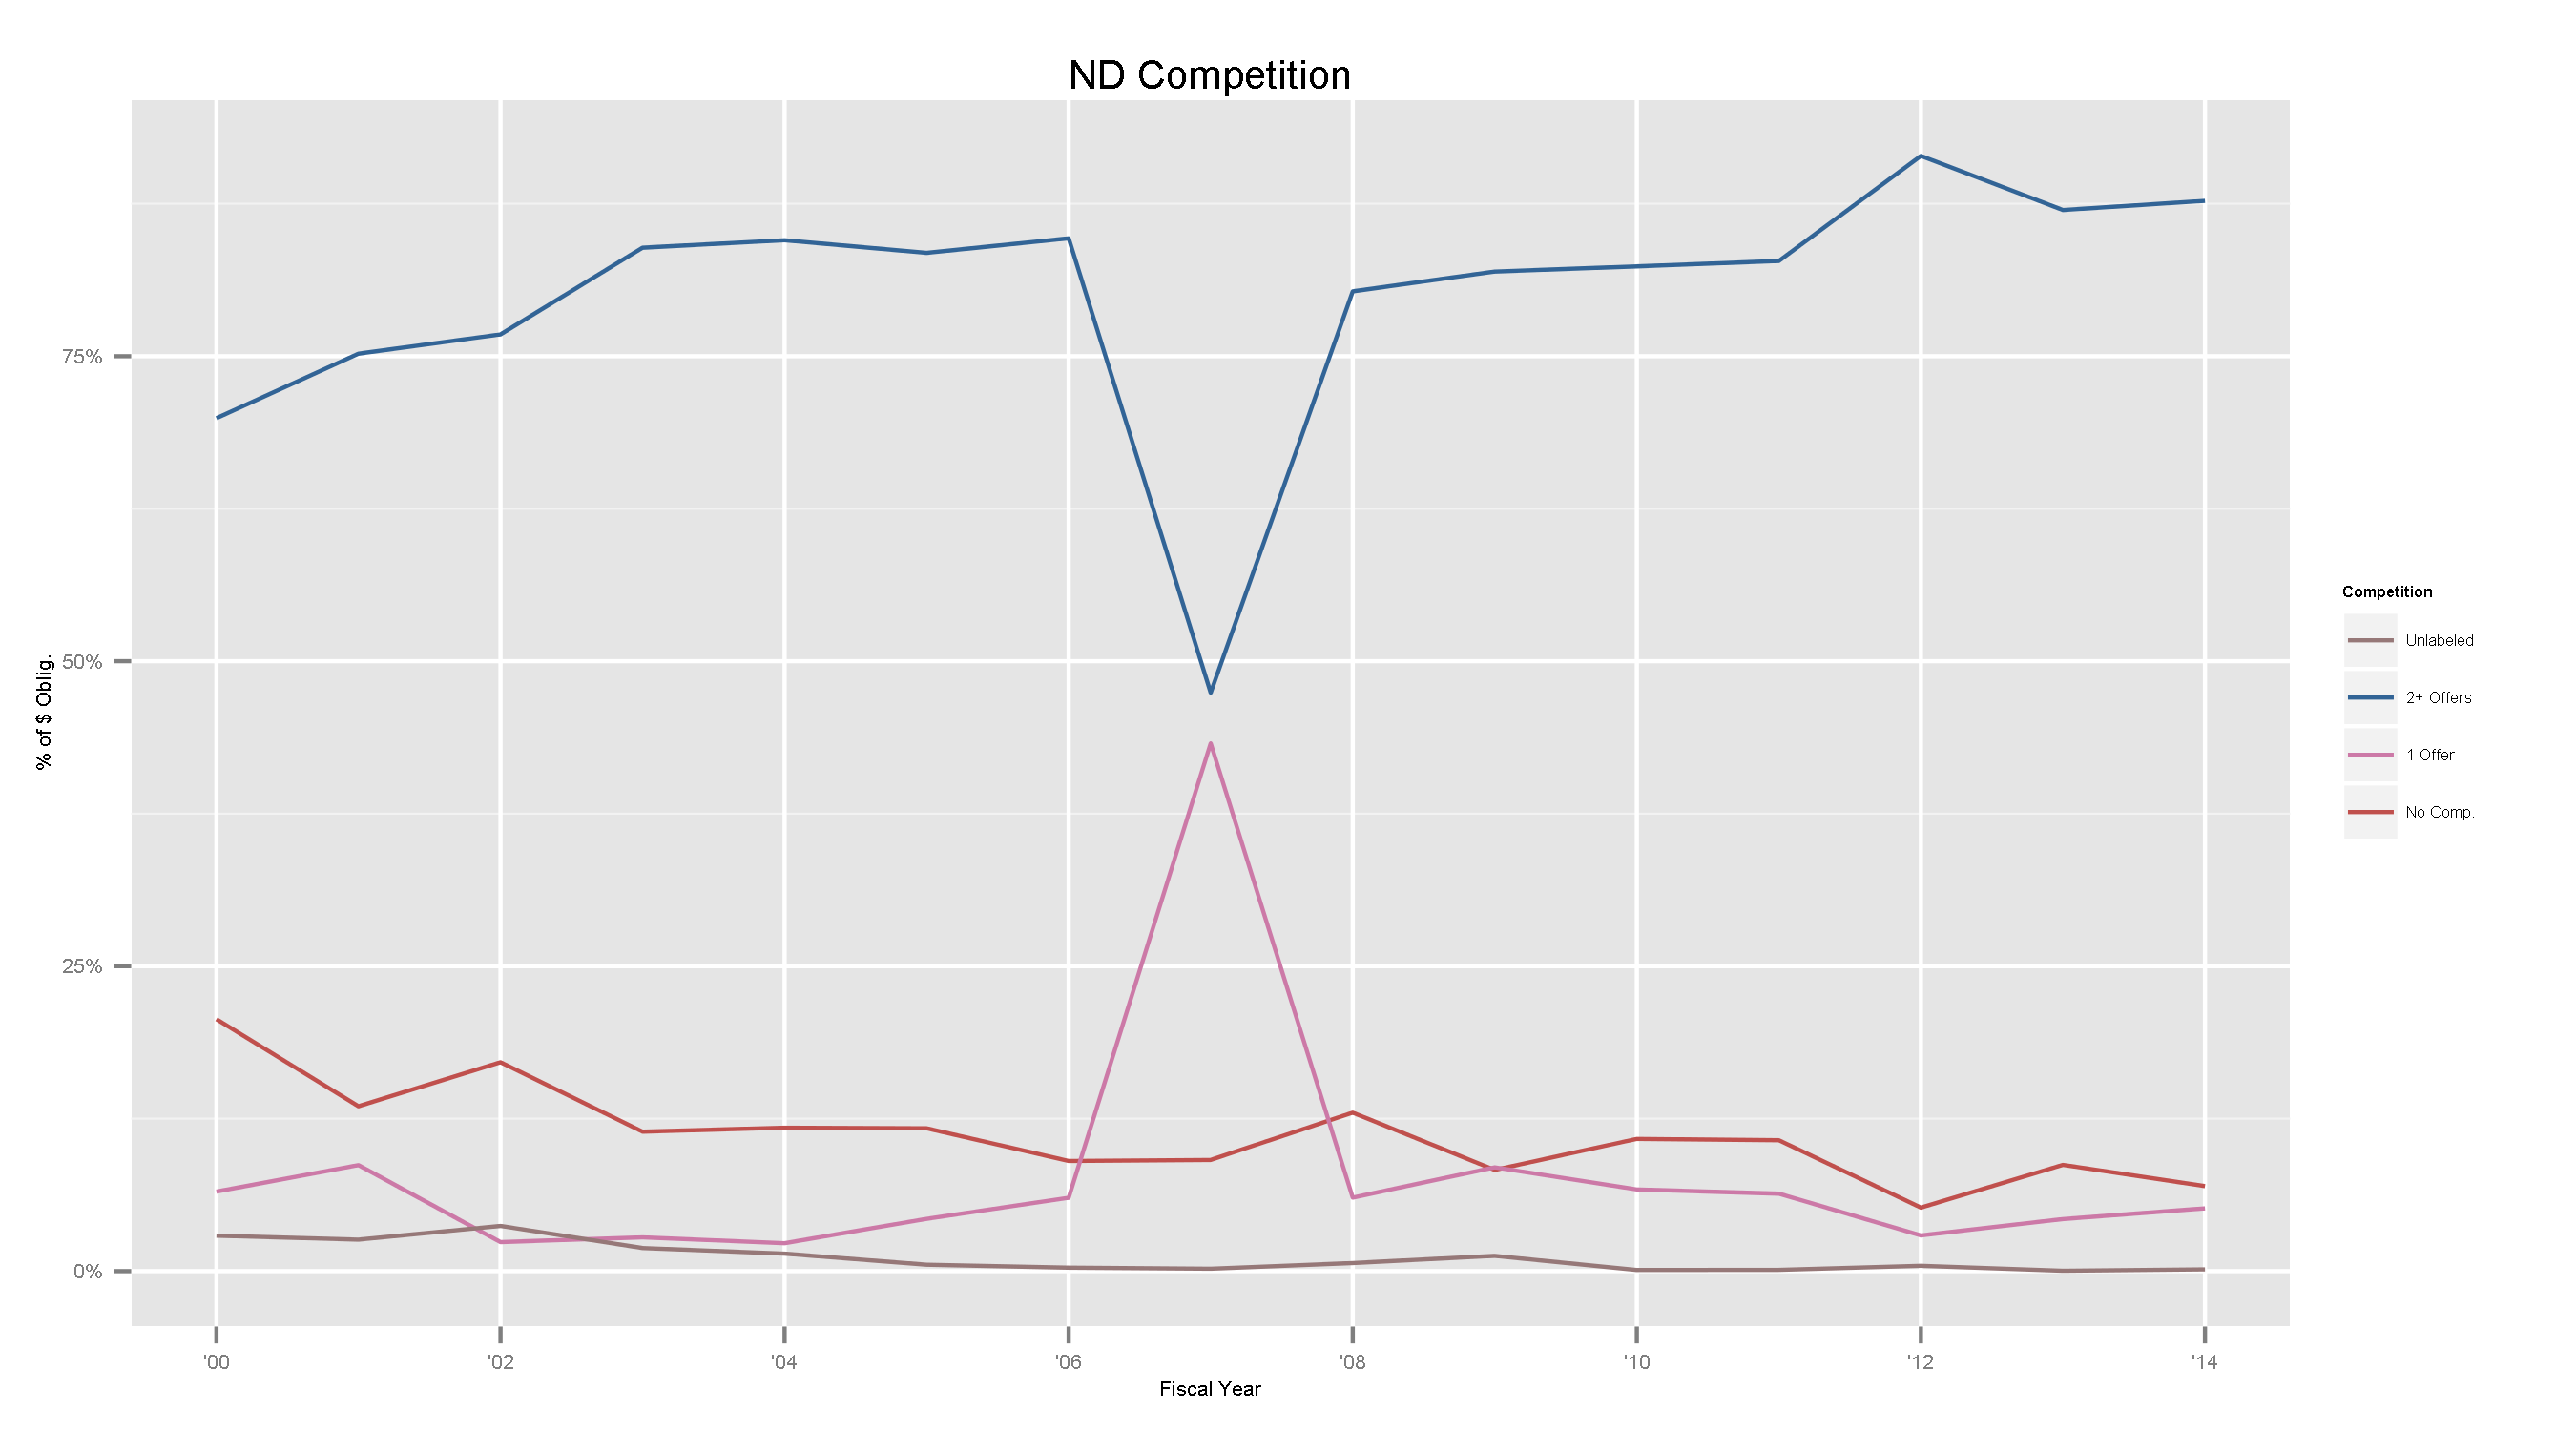 ND Competition
% of $ Oblig.
75%
50%
25%
0%
'00
'02
'04
'06
'08
'10
'12
'14
Fiscal Year
Competition
Unlabeled
2+ Offers
1 Offer
No Comp.